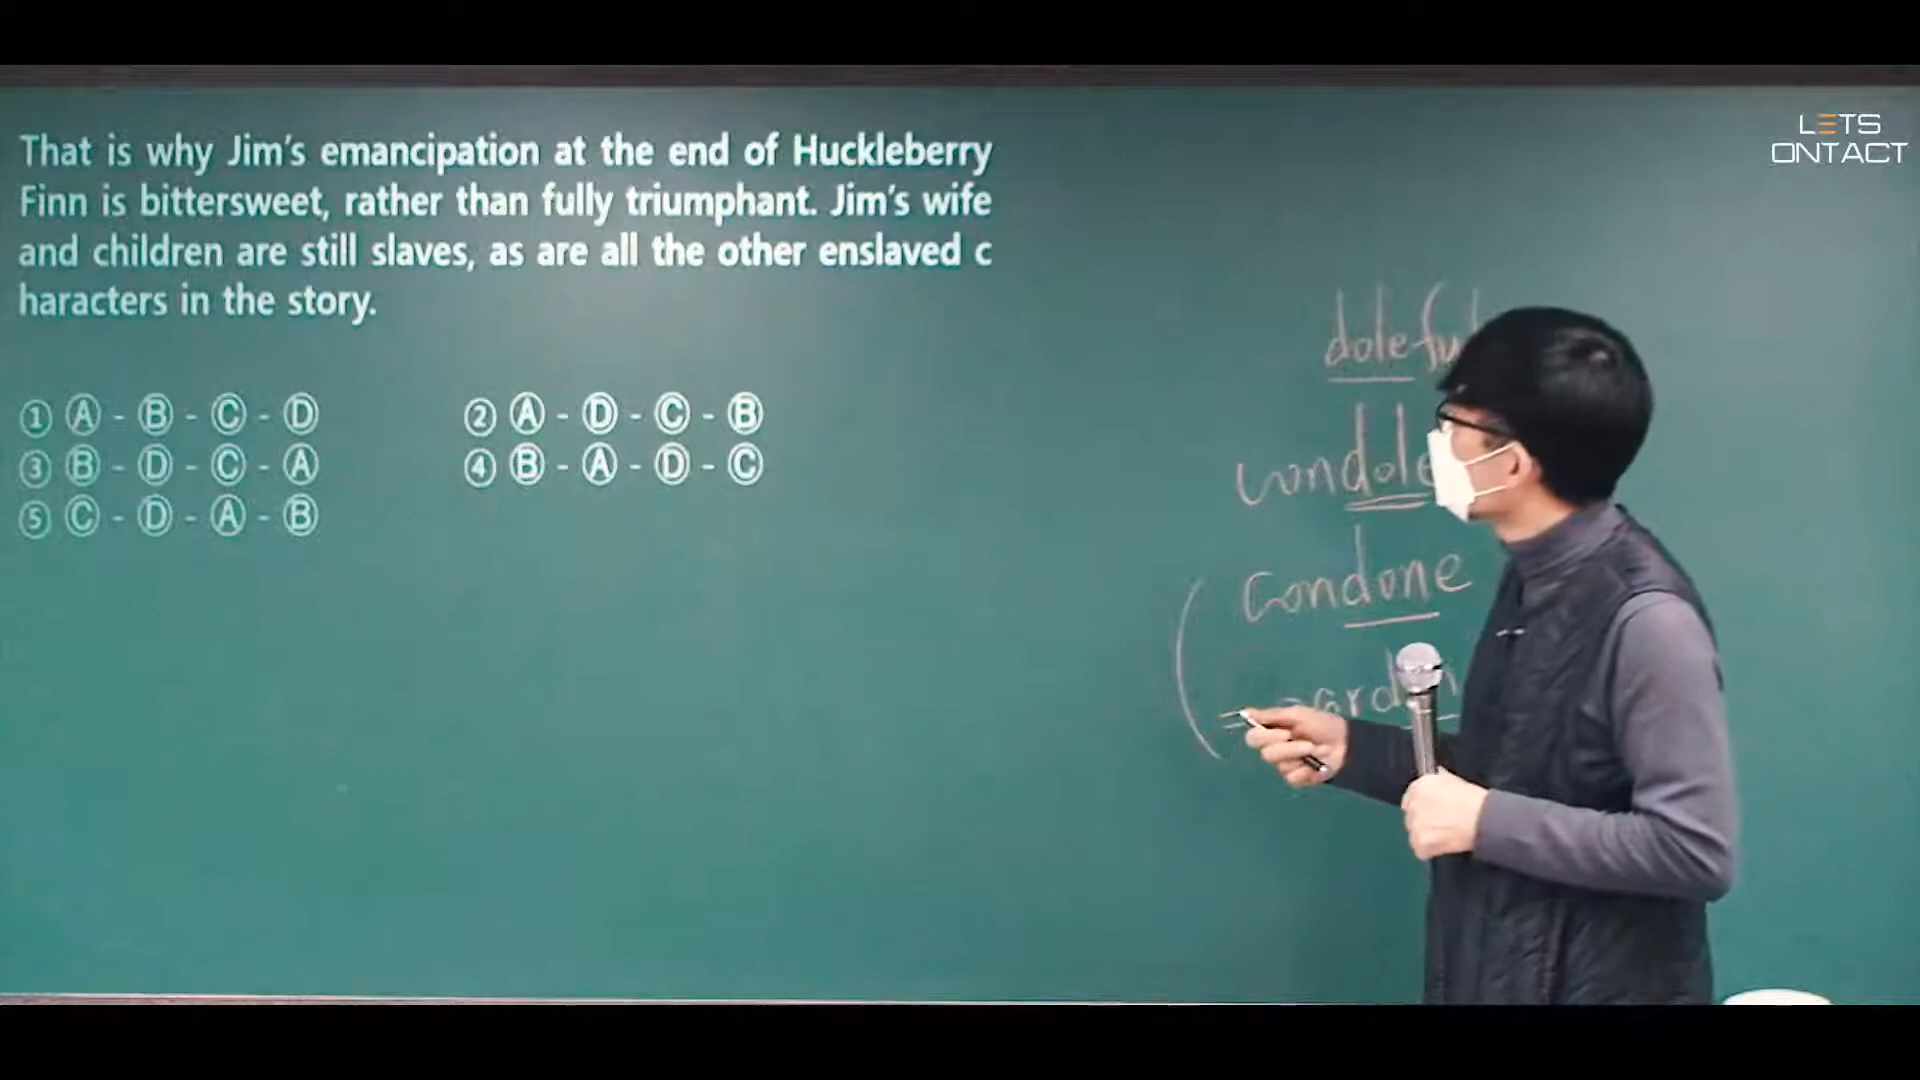 That is why Jim's emancipation at the end of Huckleberry
Finn is bittersweet, rather than fully triumphant. Jim's wife
and children are still slaves, as are all the other enslaved c
haracters in the story.
① Ⓐ - Ⓑ - Ⓒ - Ⓓ
② Ⓐ - Ⓓ - Ⓒ - Ⓑ
③ Ⓑ - Ⓓ - Ⓒ - Ⓐ
④ Ⓑ - Ⓐ - Ⓓ - Ⓒ
⑤ Ⓒ - Ⓓ - Ⓐ - Ⓑ
LETS
ONTACT
doleful
condole
condone